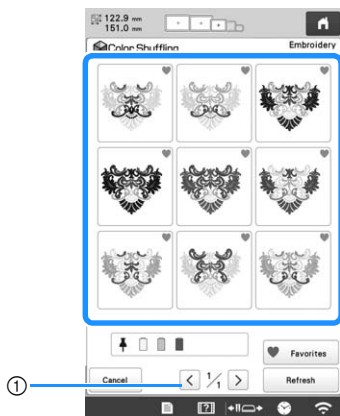 122.9 mm
151.0 mm
Color Shuffling
Embroidery
Favorites
① Cancel < 1/1 > Refresh